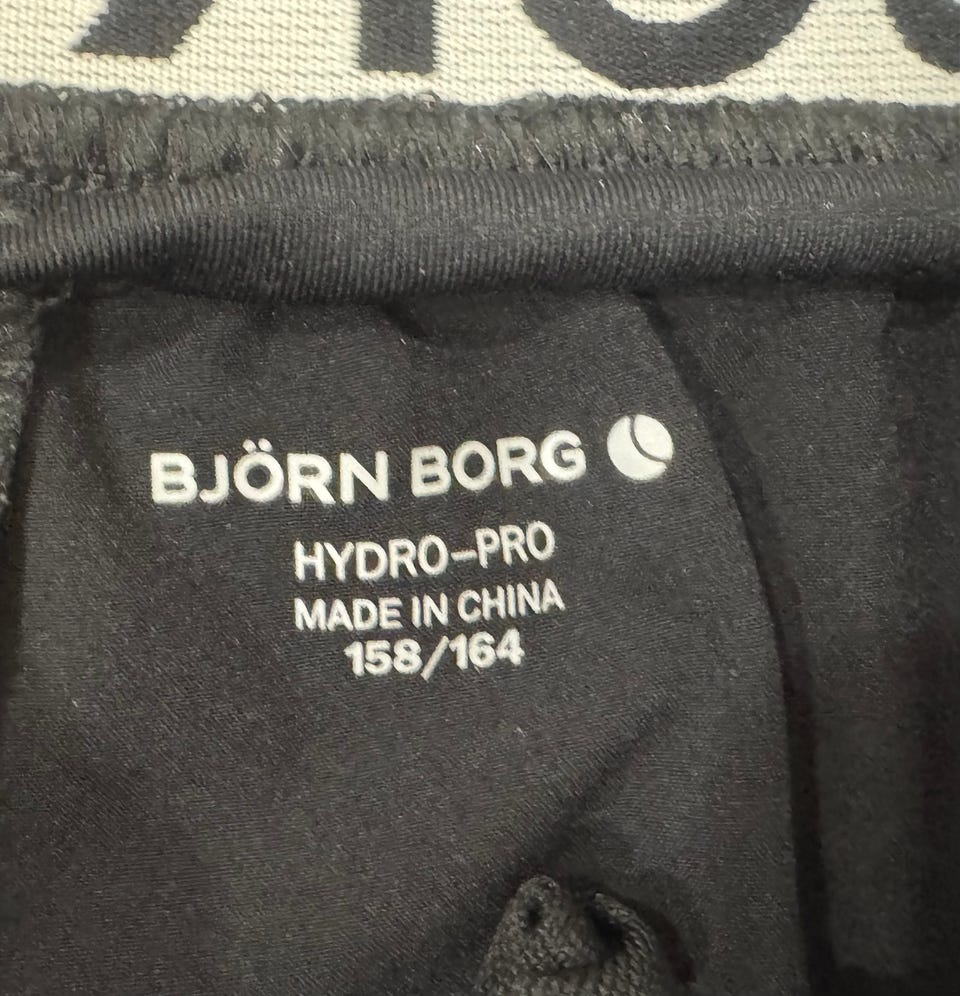 BJÖRN BORG
HYDRO-PRO
MADE IN CHINA
158/164